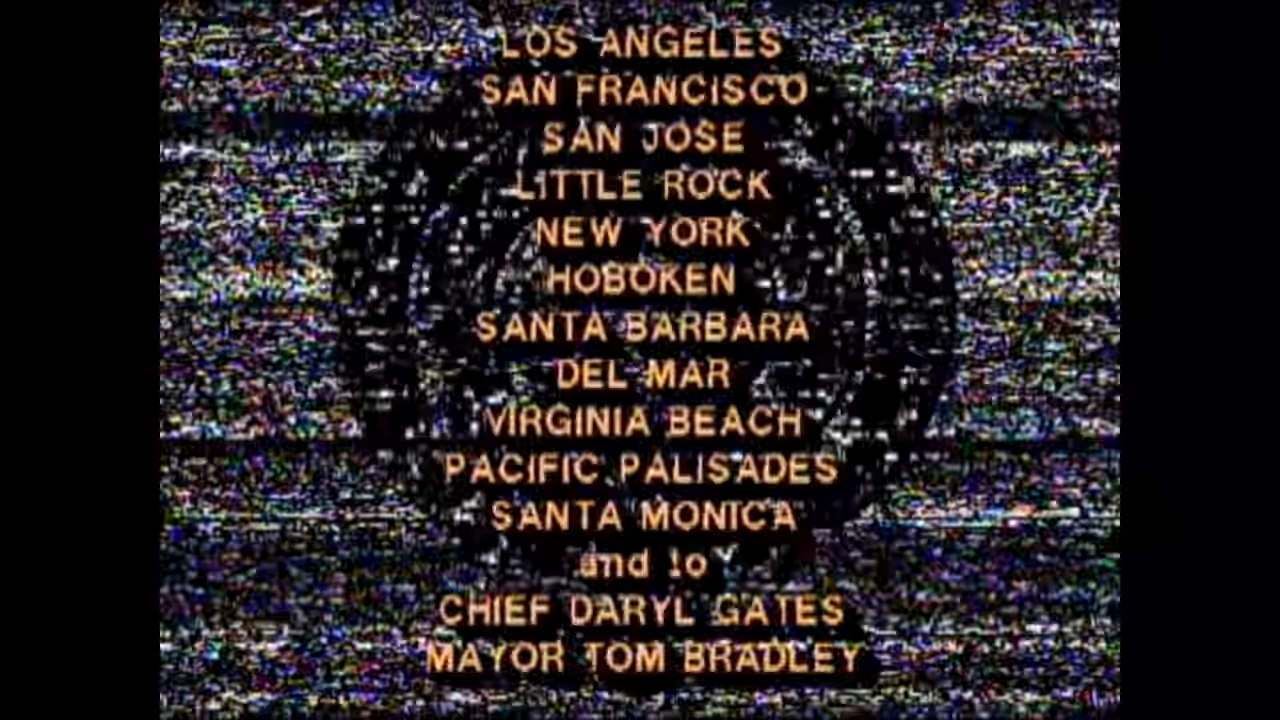 LOS ANGELES
SAN FRANCISCO
SAN JOSE
LITTLE ROCK
NEW YORK
HOBOKEN
SANTA BARBARA
DEL MAR
VIRGINIA BEACH
PACIFIC PALISADES
SANTA MONICA
and to
CHIEF DARYL GATES
MAYOR TOM BRADLEY